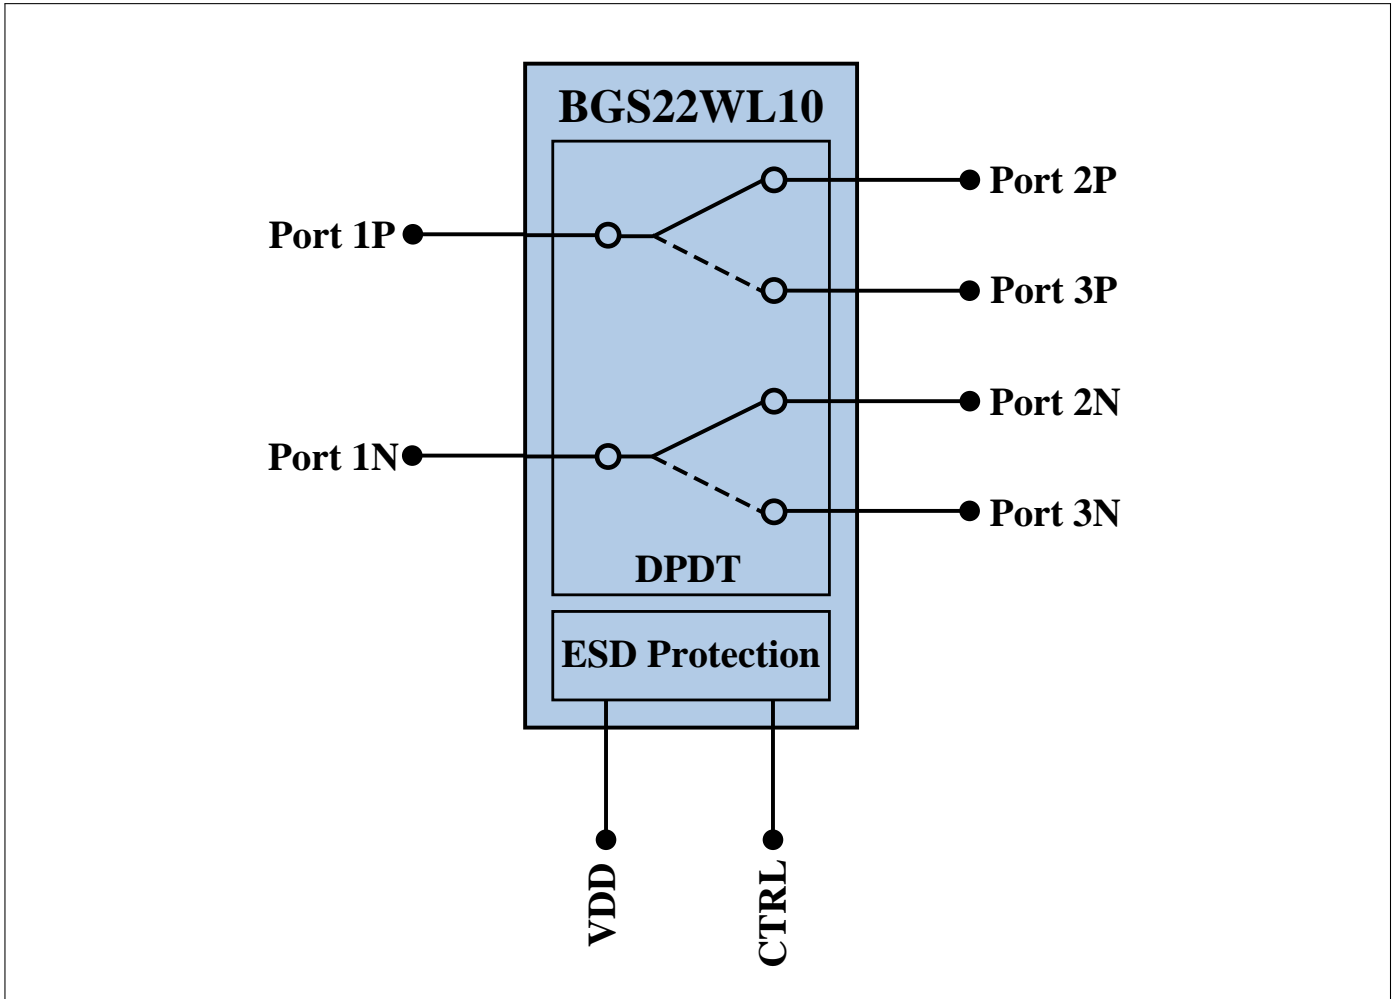 BGS22WL10
Port 1P
Port 2P
Port 3P
Port 1N
Port 2N
Port 3N
DPDT
ESD Protection
VDD
CTRL